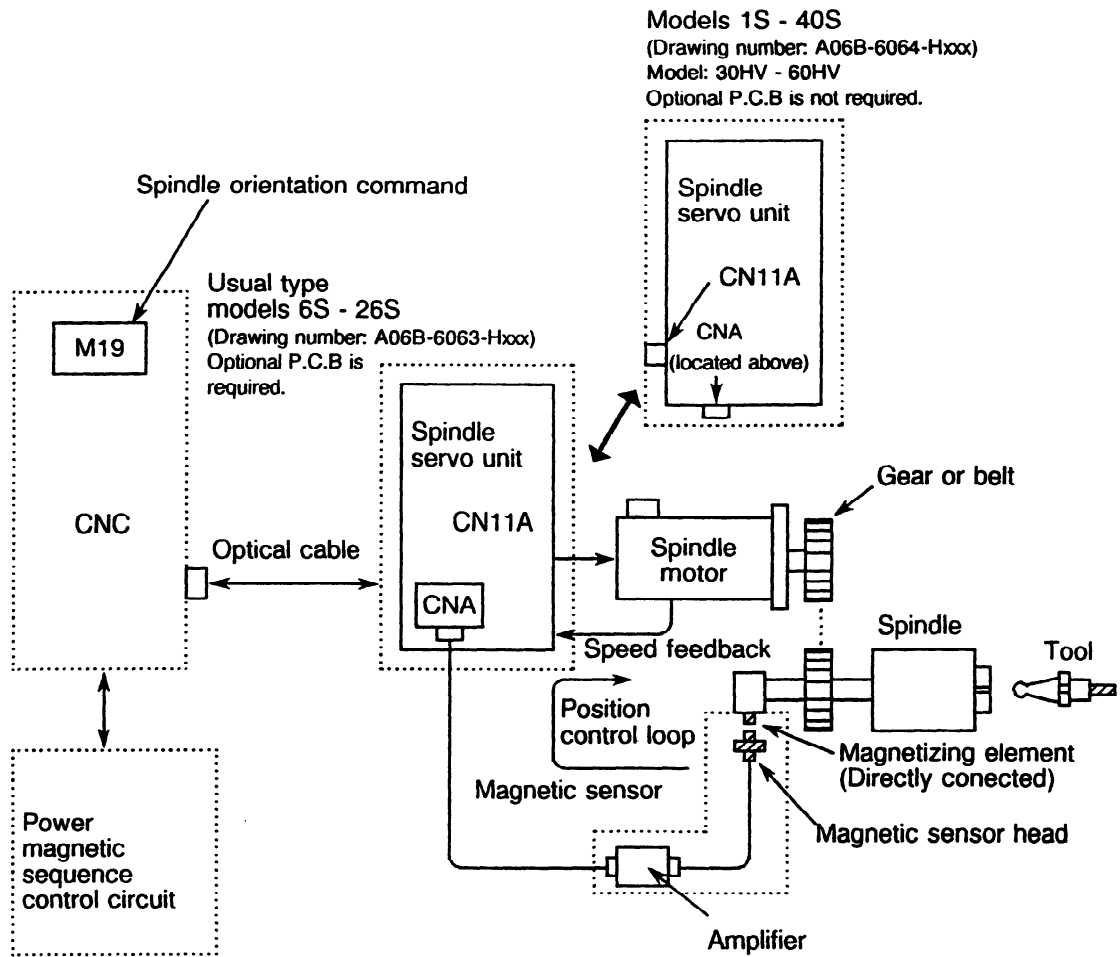 Models 1S - 40S
(Drawing number: A06B-6064-Hxxx)
Model: 30HV - 60HV
Optional P.C.B is not required.
Spindle
servo unit
CN11A
CNA
(located above)
Spindle orientation command
Usual type
models 6S - 26S
(Drawing number: A06B-6063-Hxxx)
Optional P.C.B is
required.
M19
CNC
Optical cable
Spindle
servo unit
CN11A
CNA
Spindle
motor
Gear or belt
Speed feedback
Spindle
Tool
Position
control loop
Magnetizing element
(Directly conected)
Magnetic sensor
Magnetic sensor head
Power
magnetic
sequence
control circuit
Amplifier